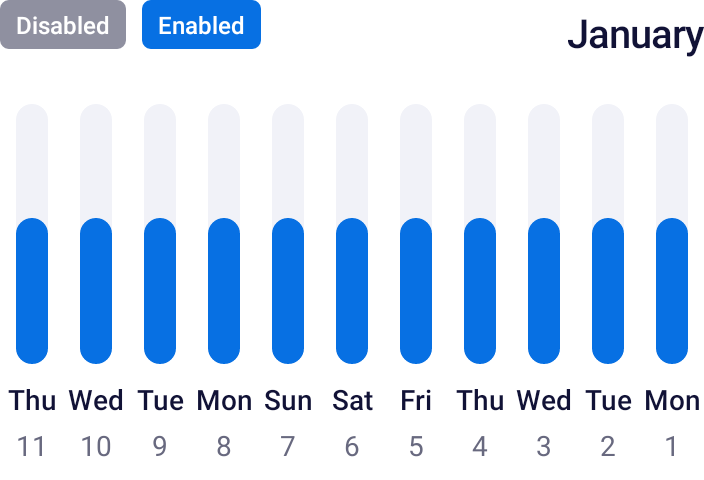 Disabled Enabled
January
Thu Wed Tue Mon Sun Sat Fri Thu Wed Tue Mon
11 10 9 8 7 6 5 4 3 2 1